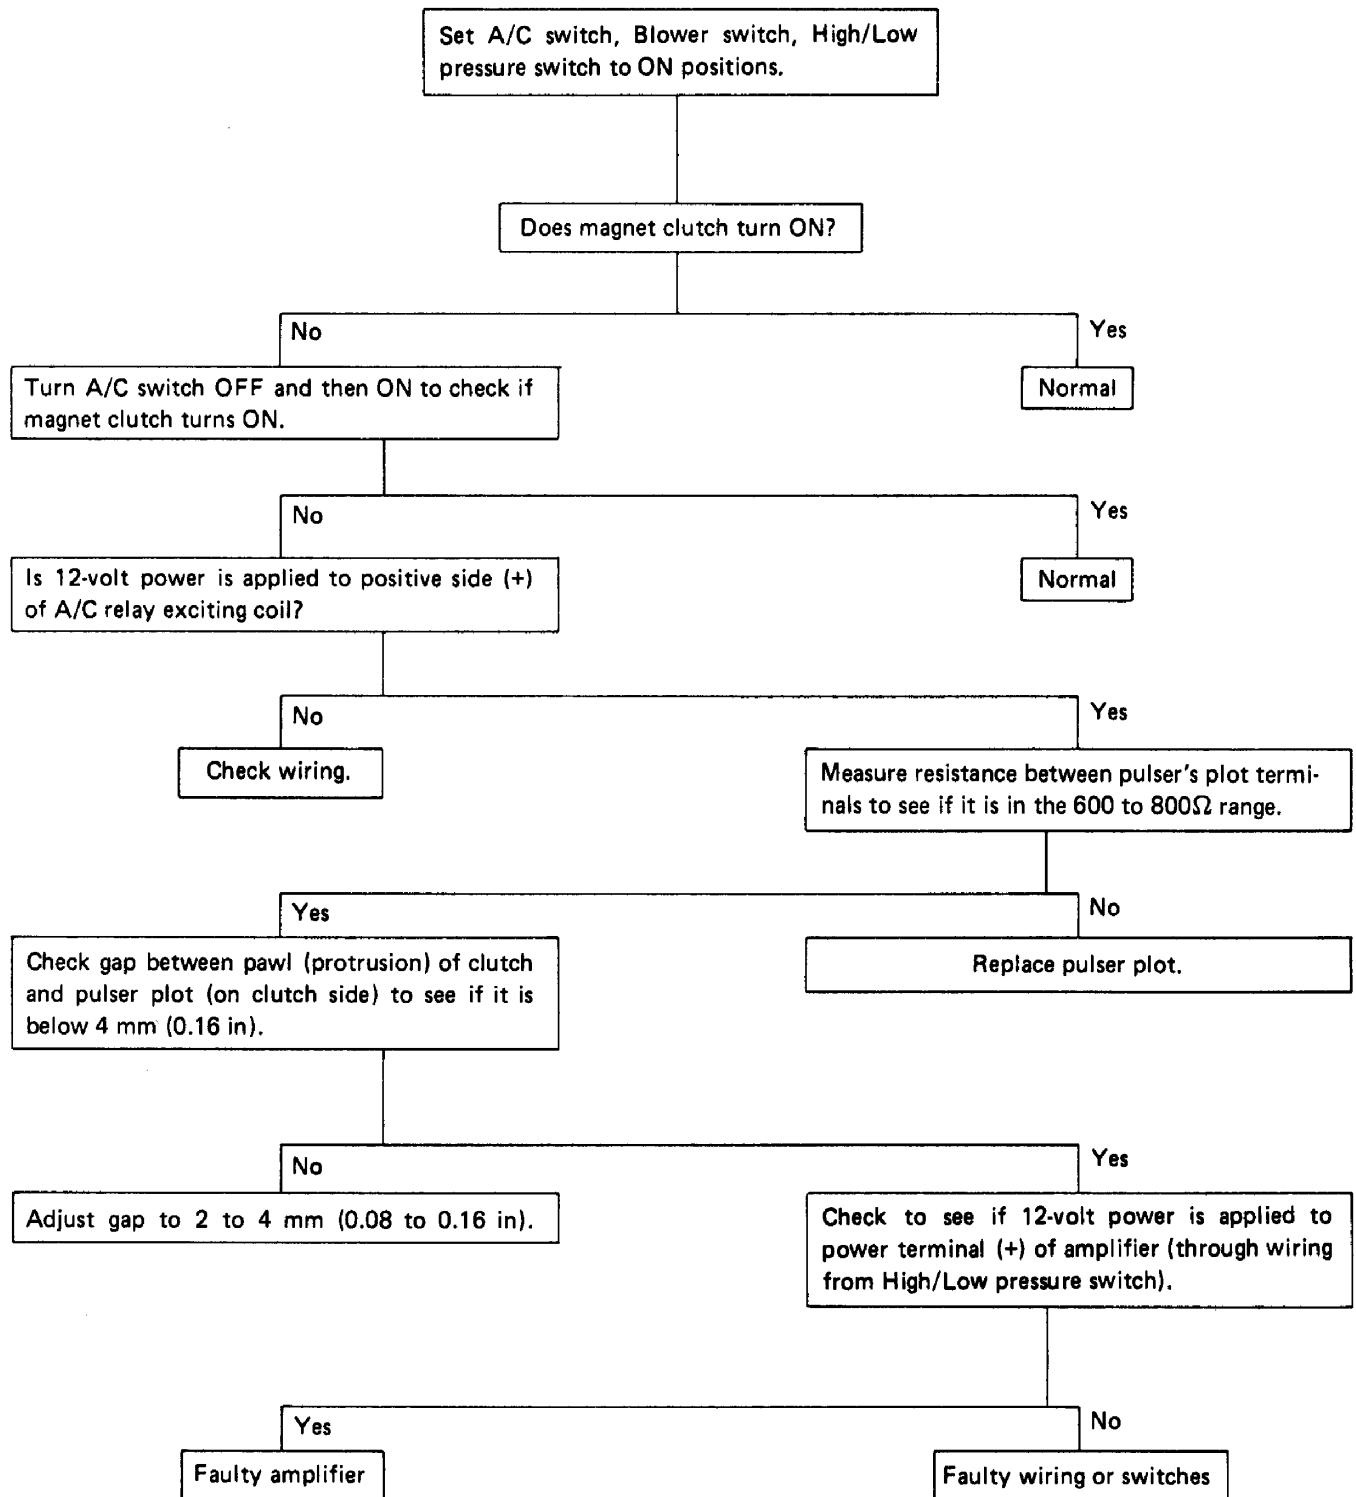 Set A/C switch, Blower switch, High/Low
pressure switch to ON positions.
Does magnet clutch turn ON?
No
Yes
Turn A/C switch OFF and then ON to check if
magnet clutch turns ON.
Normal
No
Yes
Is 12-volt power is applied to positive side (+)
of A/C relay exciting coil?
Normal
No
Yes
Check wiring.
Measure resistance between pulser's plot termi-
nals to see if it is in the 600 to 800Ω range.
Yes
No
Check gap between pawl (protrusion) of clutch
and pulser plot (on clutch side) to see if it is
below 4 mm (0.16 in).
Replace pulser plot.
No
Yes
Adjust gap to 2 to 4 mm (0.08 to 0.16 in).
Check to see if 12-volt power is applied to
power terminal (+) of amplifier (through wiring
from High/Low pressure switch).
Yes
No
Faulty amplifier
Faulty wiring or switches